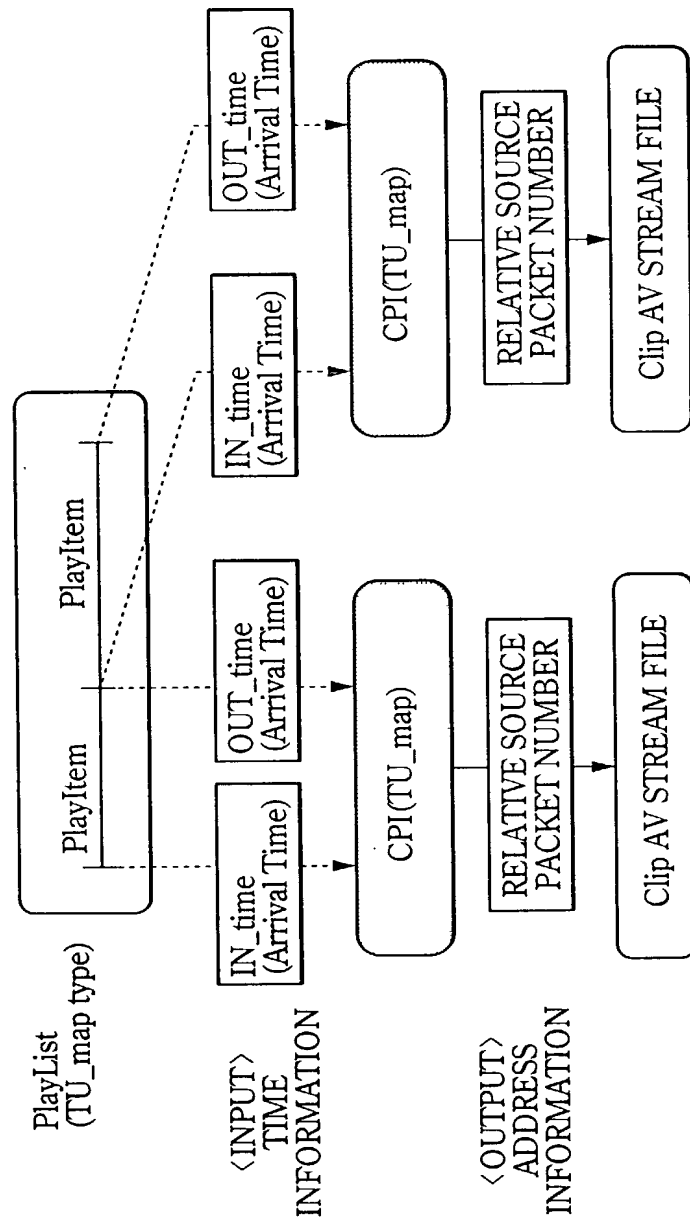 PlayList
(TU_map type)
PlayItem
PlayItem
〈INPUT〉
TIME
INFORMATION
IN_time
(Arrival Time)
OUT_time
(Arrival Time)
IN_time
(Arrival Time)
OUT_time
(Arrival Time)
CPI(TU_map)
CPI(TU_map)
〈OUTPUT〉
ADDRESS
INFORMATION
RELATIVE SOURCE
PACKET NUMBER
RELATIVE SOURCE
PACKET NUMBER
Clip AV STREAM FILE
Clip AV STREAM FILE